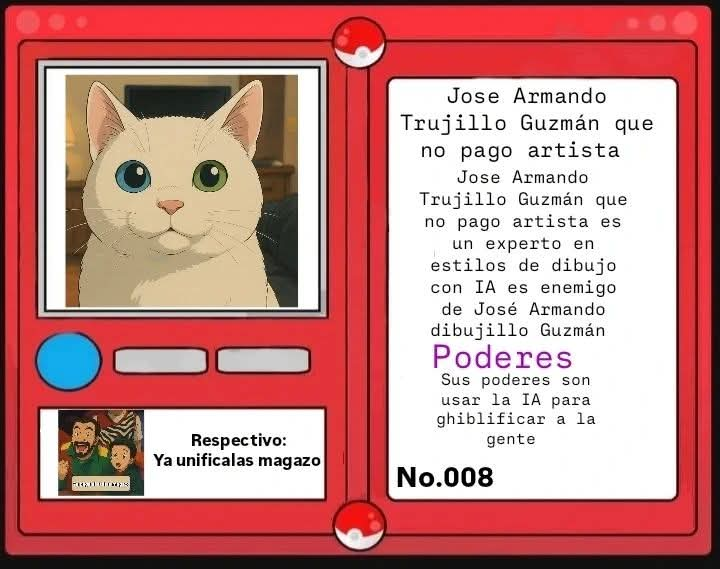 Jose Armando
Trujillo Guzmán que
no pago artista
Jose Armando
Trujillo Guzmán que
no pago artista es
un experto en
estilos de dibujo
con IA es enemigo
de José Armando
dibujillo Guzmán
Poderes
Sus poderes son
usar la IA para
ghiblificar a la
gente
No.008
Respectivo:
Ya unificalas magazo